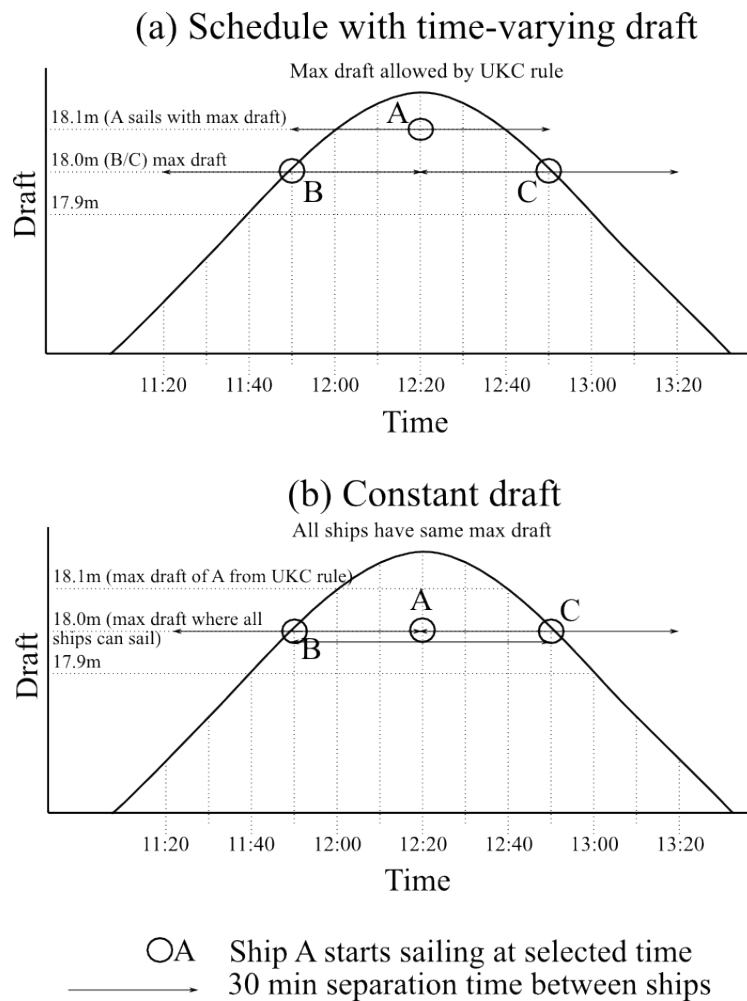 (a) Schedule with time-varying draft
Max draft allowed by UKC rule
18.1m (A sails with max draft)
A
18.0m (B/C) max draft
B
C
17.9m
Draft
11:20 11:40 12:00 12:20 12:40 13:00 13:20
Time
(b) Constant draft
All ships have same max draft
18.1m (max draft of A from UKC rule)
A
C
18.0m (max draft where all
ships can sail)
B
17.9m
Draft
11:20 11:40 12:00 12:20 12:40 13:00 13:20
Time
A Ship A starts sailing at selected time
30 min separation time between ships